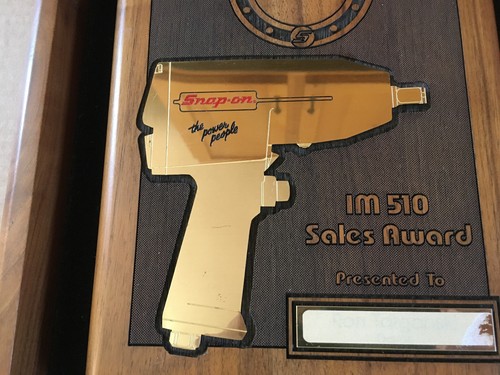 S
Snap-on
the power
people
IM 510
Sales Award
Presented To